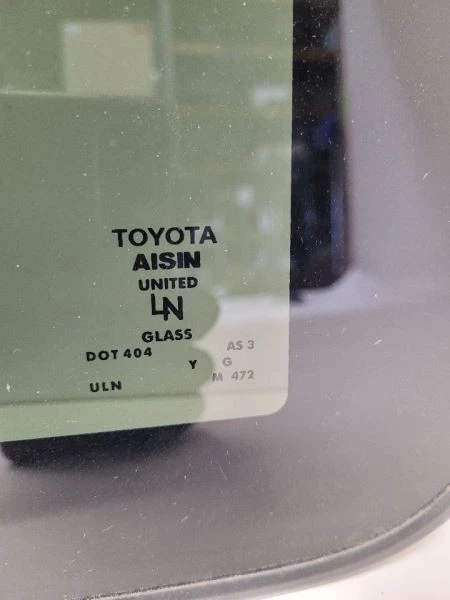 TOYOTA
AISIN
UNITED
LN
GLASS
DOT 404 AS 3
Y G
ULN M 472